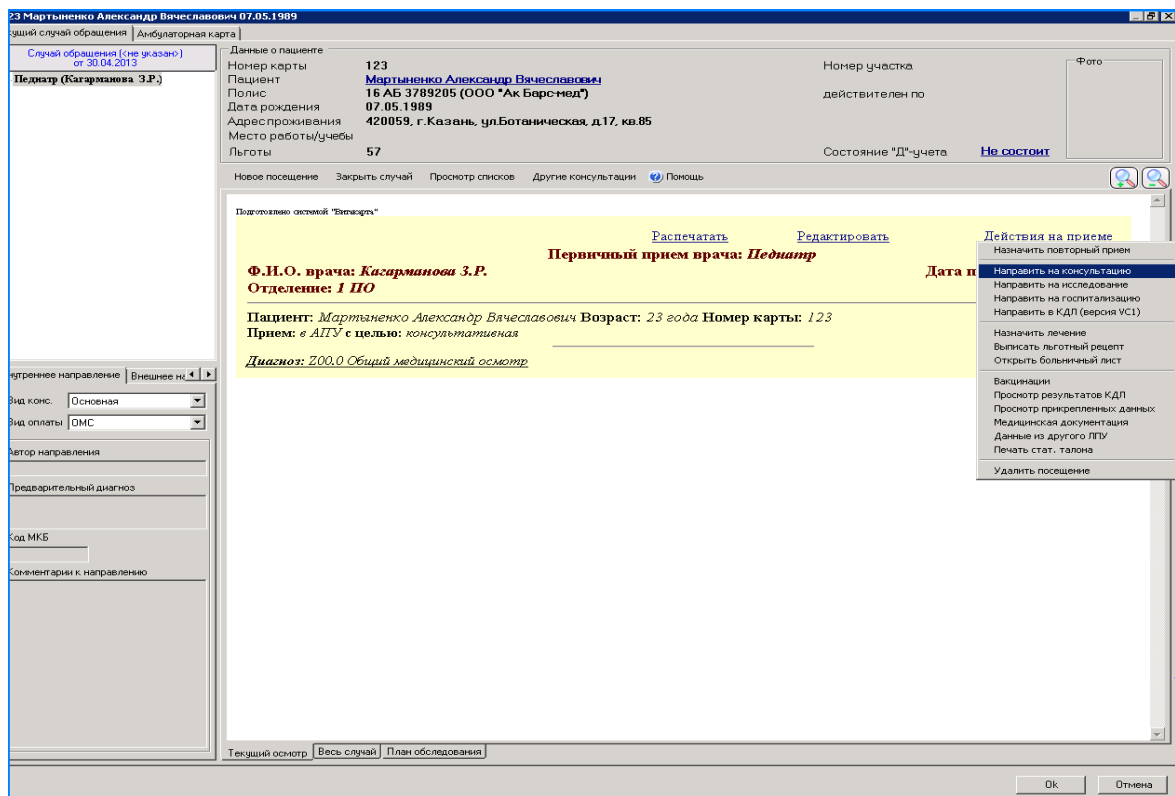 23 Мартыненко Александр Вячеславович 07.05.1989
кущий случай обращения Амбулаторная карта
Случай обращения (<не указан>)
от 30.04.2013
Педиатр (Кагарманова З.Р.)
Данные о пациенте
Номер карты 123 Номер участка
Пациент Мартыненко Александр Вячеславович
Полис 16 АБ 3789205 (ООО "Ак Барс-мед") действителен по
Дата рождения 07.05.1989
Адрес проживания 420059, г.Казань, ул.Ботаническая, д.17, кв.85
Место работы/учебы
Льготы 57 Состояние "Д"-учета Не состоит
Фото
Новое посещение Закрыть случай Просмотр списков Другие консультации Помощь
Подготовлено системой "Витакарта"
Распечатать Редактировать Действия на приеме
Первичный прием врача: Педиатр
Ф.И.О. врача: Кагарманова З.Р. Дата п
Отделение: 1 ПО
Пациент: Мартыненко Александр Вячеславович Возраст: 23 года Номер карты: 123
Прием: в АПУ с целью: консультативная
Диагноз: Z00.0 Общий медицинский осмотр
Назначить повторный прием
Направить на консультацию
Направить на исследование
Направить на госпитализацию
Направить в КДЛ (версия VC1)
Назначить лечение
Выписать льготный рецепт
Открыть больничный лист
Вакцинации
Просмотр результатов КДЛ
Просмотр прикрепленных данных
Медицинская документация
Данные из другого ЛПУ
Печать стат. талона
Удалить посещение
нутреннее направление Внешнее на
Вид конс. Основная
Вид оплаты ОМС
Автор направления
Предварительный диагноз
Код МКБ
Комментарии к направлению
Текущий осмотр Весь случай План обследования
Ok Отмена